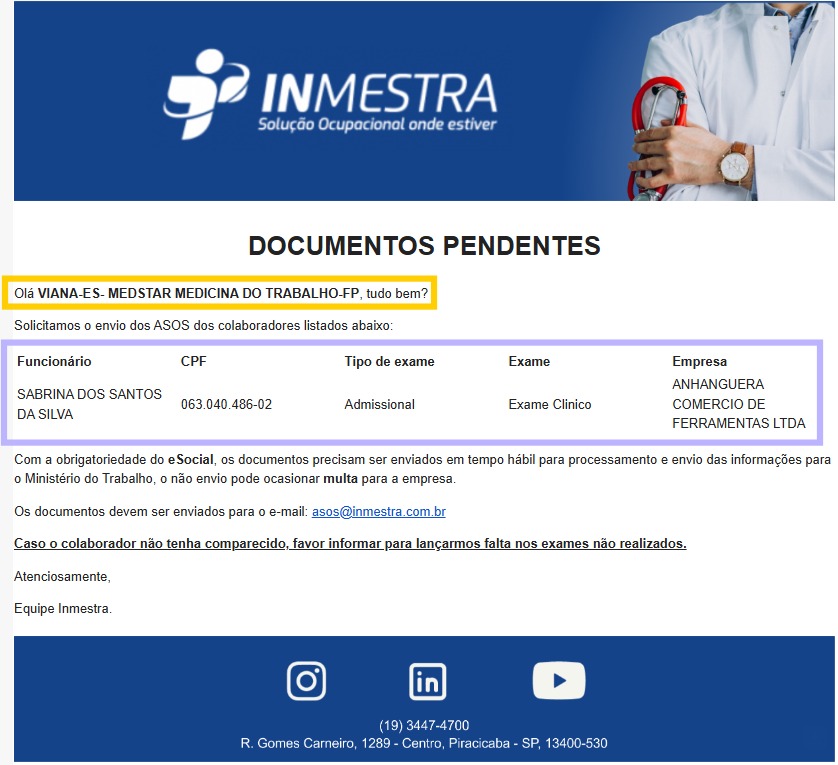 INMESTRA
Solução Ocupacional onde estiver
DOCUMENTOS PENDENTES
Olá VIANA-ES- MEDSTAR MEDICINA DO TRABALHO-FP, tudo bem?
Solicitamos o envio dos ASOS dos colaboradores listados abaixo:
Funcionário CPF Tipo de exame Exame Empresa
SABRINA DOS SANTOS DA SILVA 063.040.486-02 Admissional Exame Clinico ANHANGUERA COMERCIO DE FERRAMENTAS LTDA
Com a obrigatoriedade do eSocial, os documentos precisam ser enviados em tempo hábil para processamento e envio das informações para
o Ministério do Trabalho, o não envio pode ocasionar multa para a empresa.
Os documentos devem ser enviados para o e-mail: asos@inmestra.com.br
Caso o colaborador não tenha comparecido, favor informar para lançarmos falta nos exames não realizados.
Atenciosamente,
Equipe Inmestra.
(19) 3447-4700
R. Gomes Carneiro, 1289 - Centro, Piracicaba - SP, 13400-530